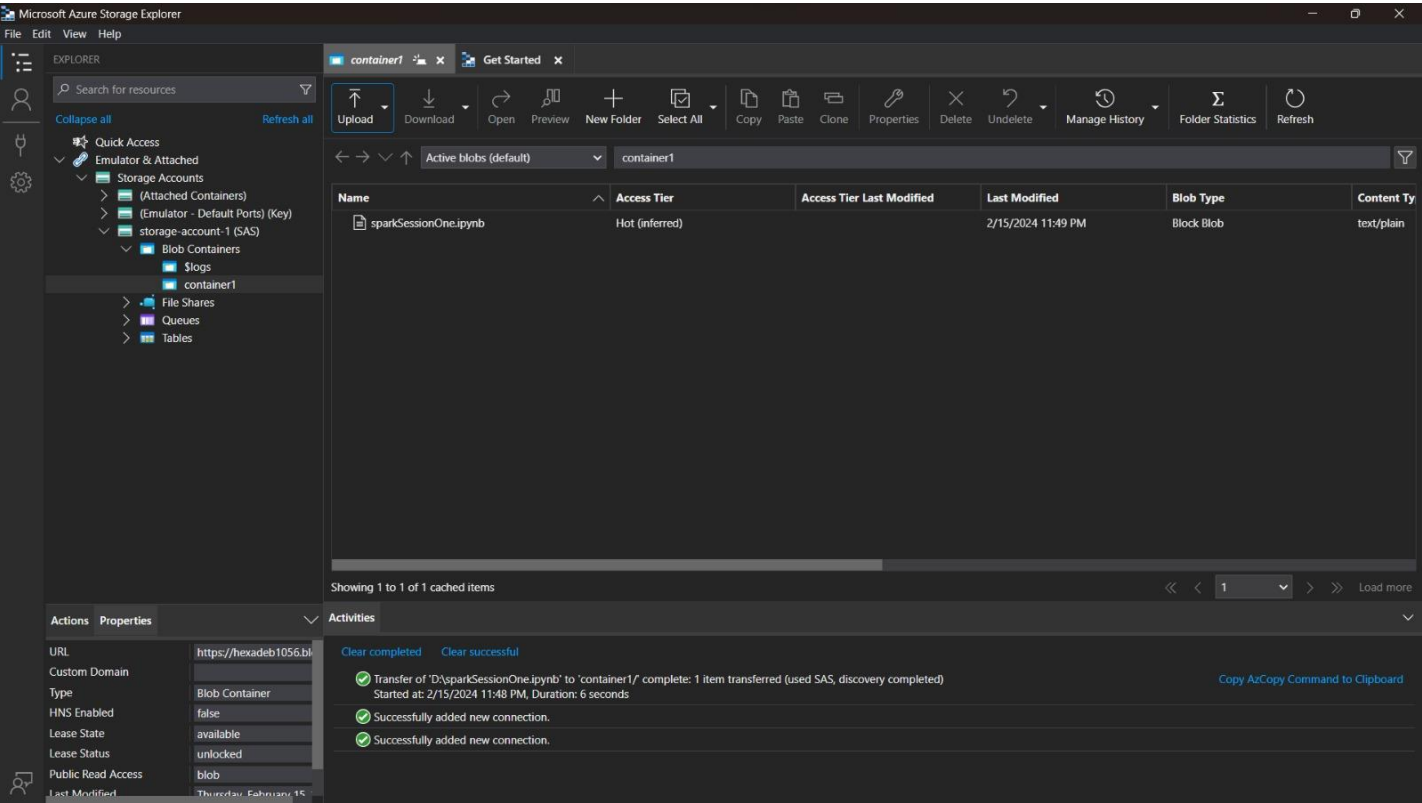 Microsoft Azure Storage Explorer
File Edit View Help
EXPLORER
Search for resources
Collapse all Refresh all
Quick Access
Emulator & Attached
Storage Accounts
(Attached Containers)
(Emulator - Default Ports) (Key)
storage-account-1 (SAS)
Blob Containers
$logs
container1
File Shares
Queues
Tables
container1 Get Started
Upload Download Open Preview New Folder Select All Copy Paste Clone Properties Delete Undelete Manage History Folder Statistics Refresh
Active blobs (default) container1
Name Access Tier Access Tier Last Modified Last Modified Blob Type Content Ty
sparkSessionOne.ipynb Hot (inferred) 2/15/2024 11:49 PM Block Blob text/plain
Showing 1 to 1 of 1 cached items 1 Load more
Actions Properties
URL https://hexadeb1056.bl
Custom Domain
Type Blob Container
HNS Enabled false
Lease State available
Lease Status unlocked
Public Read Access blob
Last Modified Thursday, February 15
Activities
Clear completed Clear successful
Transfer of 'D:\sparkSessionOne.ipynb' to 'container1/' complete: 1 item transferred (used SAS, discovery completed) Copy AzCopy Command to Clipboard
Started at: 2/15/2024 11:48 PM, Duration: 6 seconds
Successfully added new connection.
Successfully added new connection.